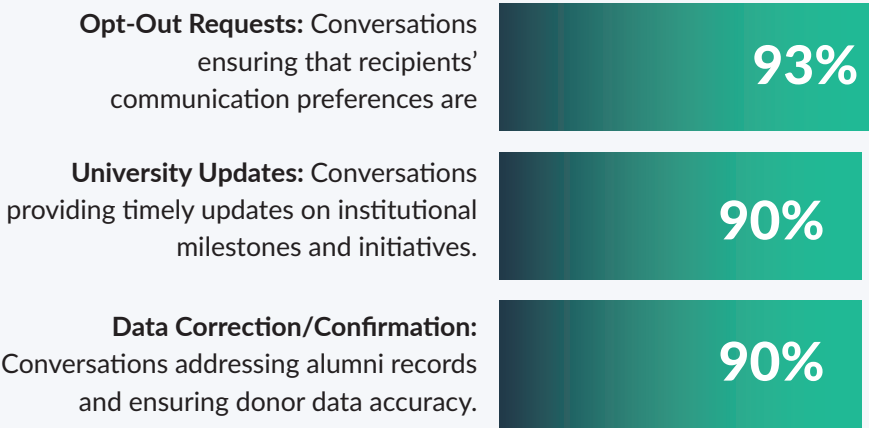 Opt-Out Requests: Conversations
ensuring that recipients’
communication preferences are
93%
University Updates: Conversations
providing timely updates on institutional
milestones and initiatives.
90%
Data Correction/Confirmation:
Conversations addressing alumni records
and ensuring donor data accuracy.
90%